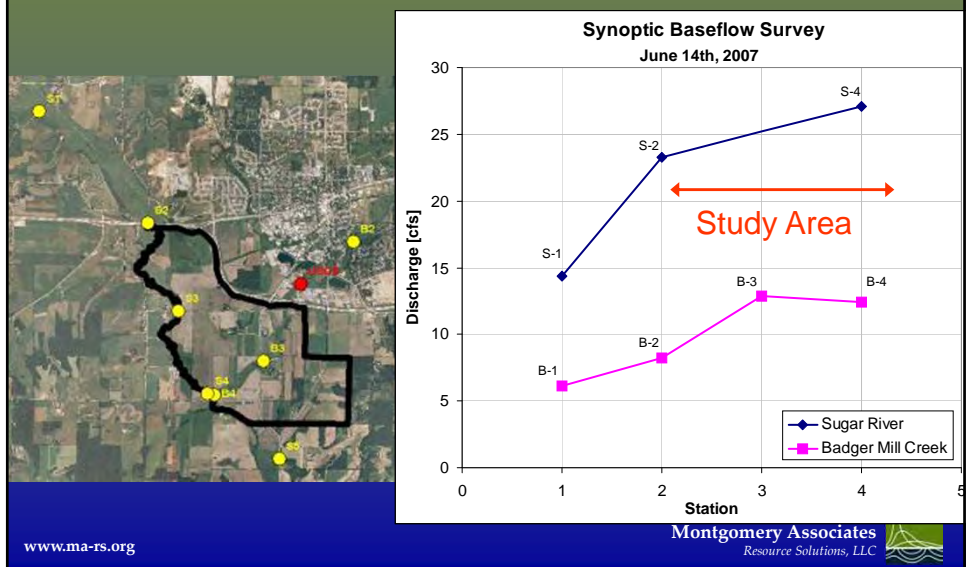 Synoptic Baseflow Survey
June 14th, 2007
30
25
20
15
10
5
0
0 1 2 3 4 5
Discharge [cfs]
Station
S-1
S-2
S-4
B-1
B-2
B-3
B-4
Study Area
Sugar River
Badger Mill Creek
S1
B2
S3
B3
S4
B4
S5
www.ma-rs.org
Montgomery Associates
Resource Solutions, LLC